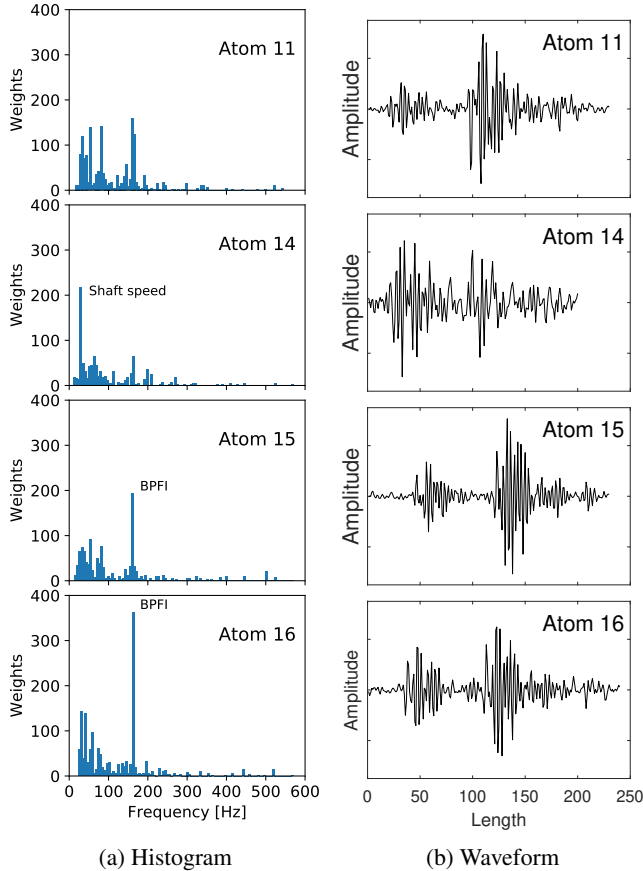 400
300
200
100
0
Weights
Atom 11
400
300
200
100
0
Weights
Atom 14
Shaft speed
400
300
200
100
0
Weights
Atom 15
BPFI
400
300
200
100
0
Weights
Atom 16
BPFI
0 100 200 300 400 500 600
Frequency [Hz]
(a) Histogram
Amplitude
Atom 11
Amplitude
Atom 14
Amplitude
Atom 15
Amplitude
Atom 16
0 50 100 150 200 250
Length
(b) Waveform